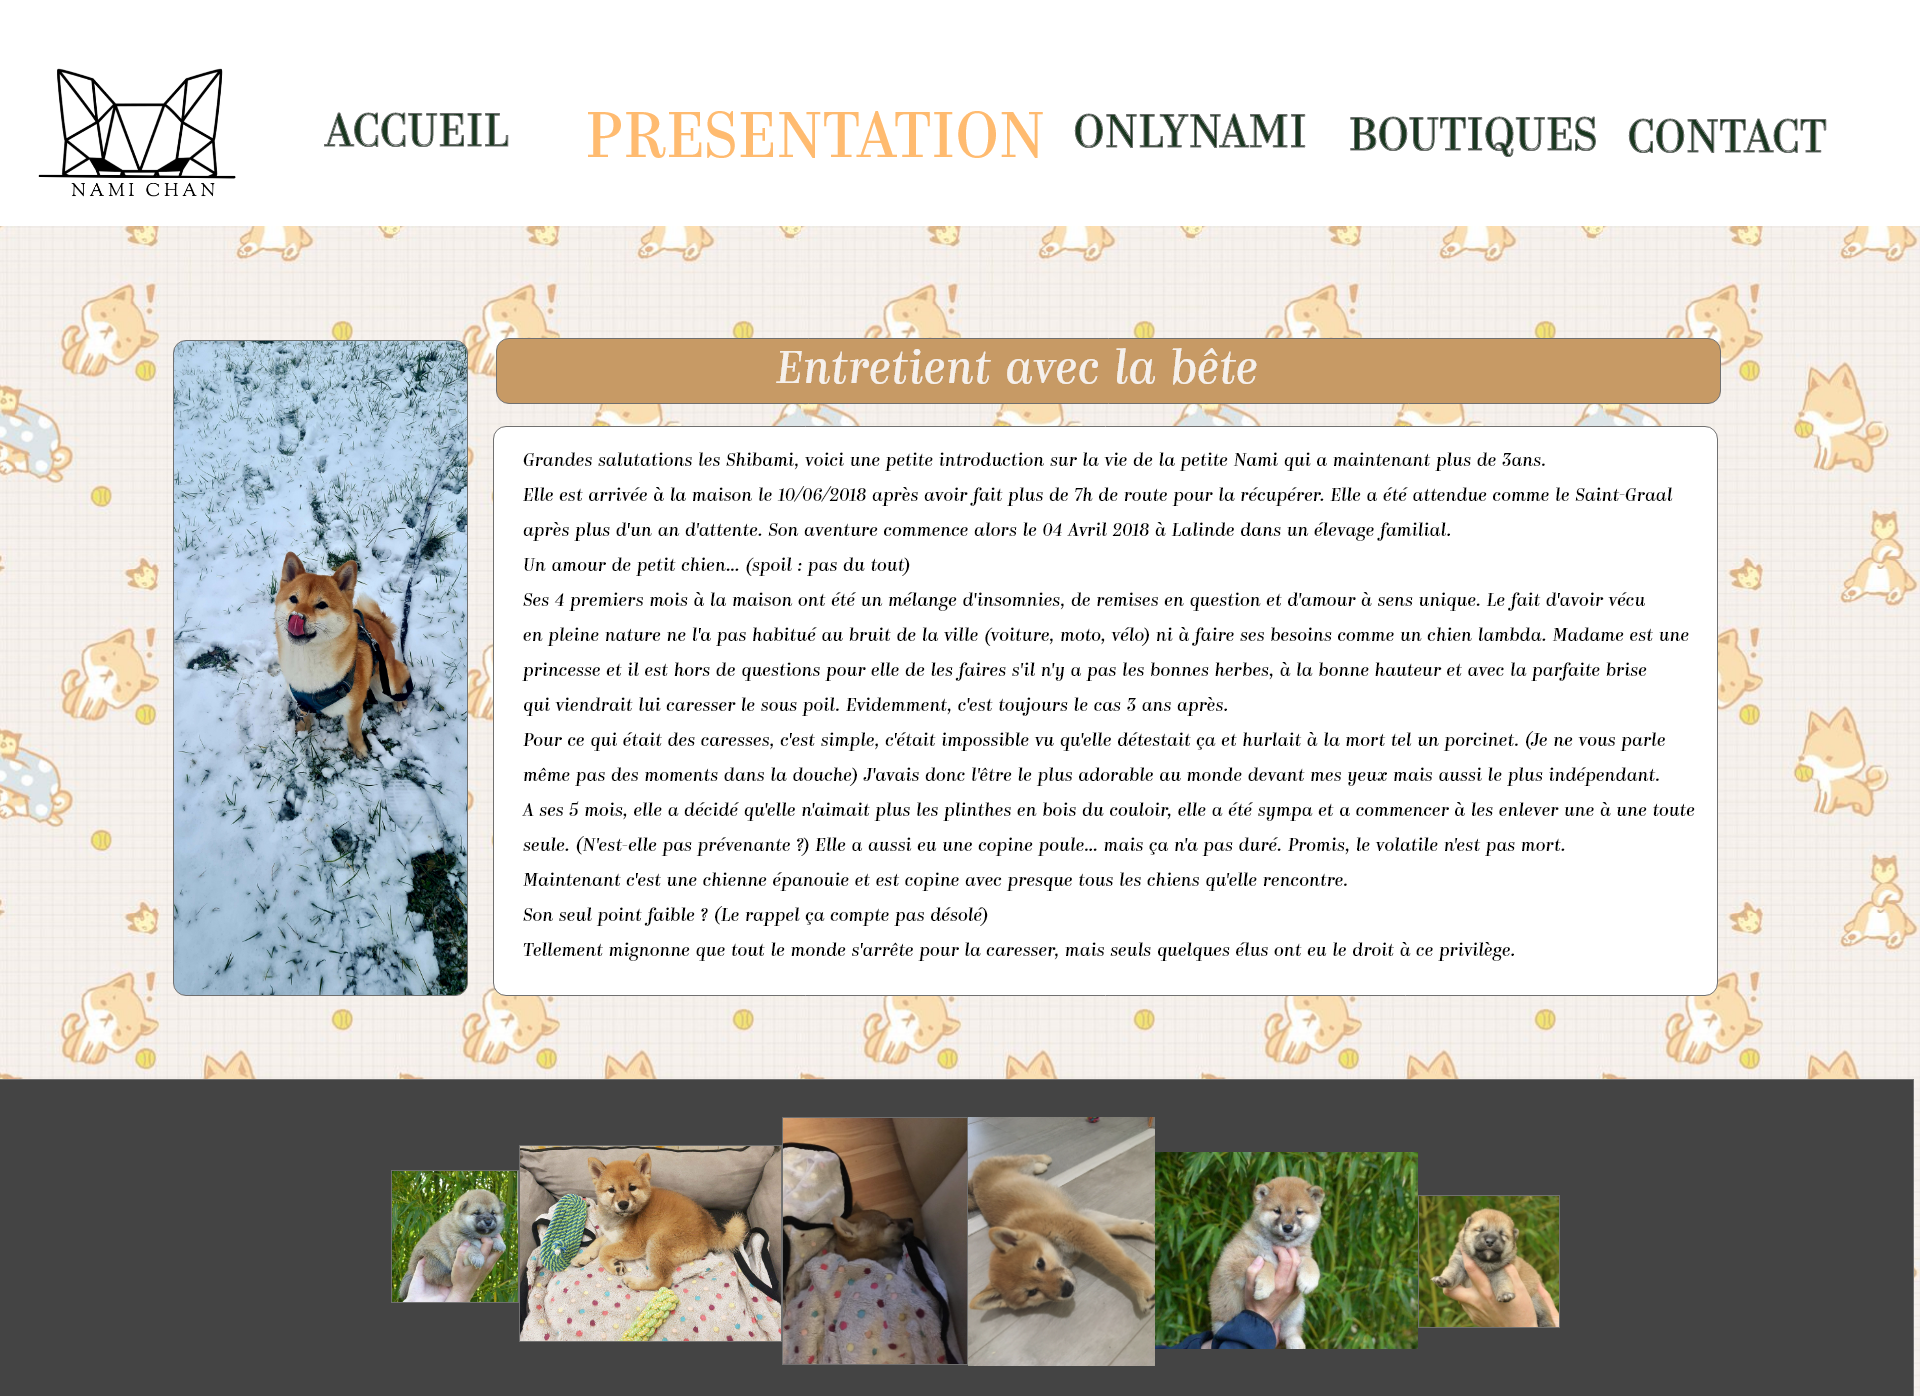 NAMI CHAN
ACCUEIL
PRESENTATION
ONLYNAMI
BOUTIQUES
CONTACT
Entretient avec la bête
Grandes salutations les Shibami, voici une petite introduction sur la vie de la petite Nami qui a maintenant plus de 3ans.
Elle est arrivée à la maison le 10/06/2018 après avoir fait plus de 7h de route pour la récupérer. Elle a été attendue comme le Saint-Graal
après plus d'un an d'attente. Son aventure commence alors le 04 Avril 2018 à Lalinde dans un élevage familial.
Un amour de petit chien... (spoil : pas du tout)
Ses 4 premiers mois à la maison ont été un mélange d'insomnies, de remises en question et d'amour à sens unique. Le fait d'avoir vécu
en pleine nature ne l'a pas habitué au bruit de la ville (voiture, moto, vélo) ni à faire ses besoins comme un chien lambda. Madame est une
princesse et il est hors de questions pour elle de les faires s'il n'y a pas les bonnes herbes, à la bonne hauteur et avec la parfaite brise
qui viendrait lui caresser le sous poil. Evidemment, c'est toujours le cas 3 ans après.
Pour ce qui était des caresses, c'est simple, c'était impossible vu qu'elle détestait ça et hurlait à la mort tel un porcinet. (Je ne vous parle
même pas des moments dans la douche) J'avais donc l'être le plus adorable au monde devant mes yeux mais aussi le plus indépendant.
A ses 5 mois, elle a décidé qu'elle n'aimait plus les plinthes en bois du couloir, elle a été sympa et a commencer à les enlever une à une toute
seule. (N'est-elle pas prévenante ?) Elle a aussi eu une copine poule... mais ça n'a pas duré. Promis, le volatile n'est pas mort.
Maintenant c'est une chienne épanouie et est copine avec presque tous les chiens qu'elle rencontre.
Son seul point faible ? (Le rappel ça compte pas désolé)
Tellement mignonne que tout le monde s'arrête pour la caresser, mais seuls quelques élus ont eu le droit à ce privilège.